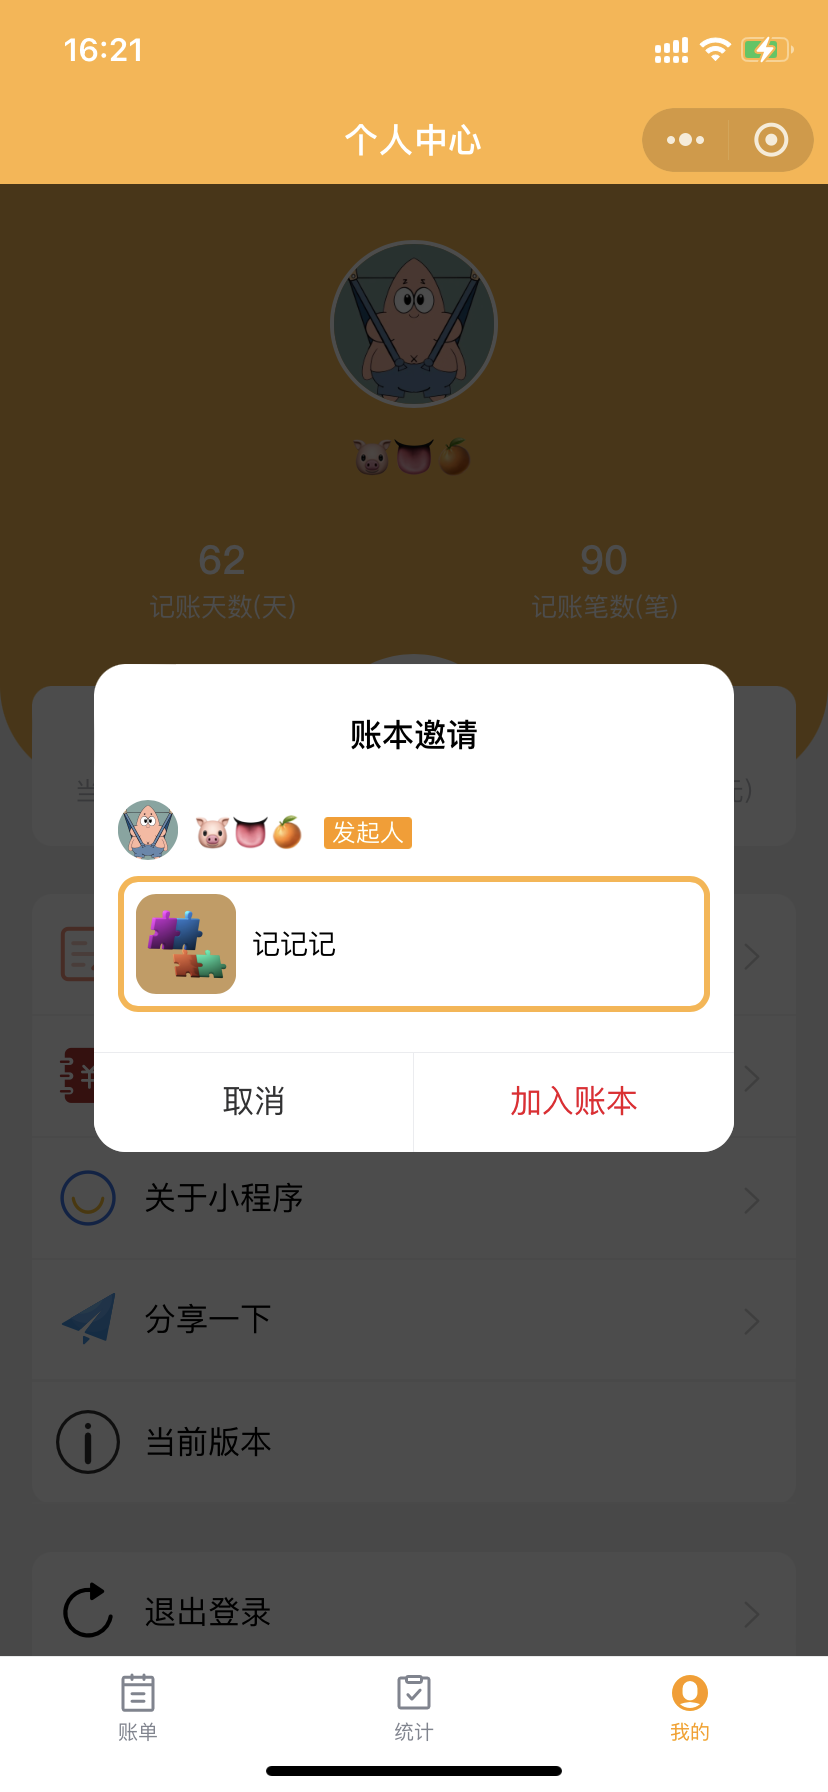 16:21
个人中心
🐷👅🍊
62
90
记账天数(天)
记账笔数(笔)
账本邀请
🐷👅🍊 发起人
记记记
取消
加入账本
关于小程序
分享一下
当前版本
退出登录
账单
统计
我的